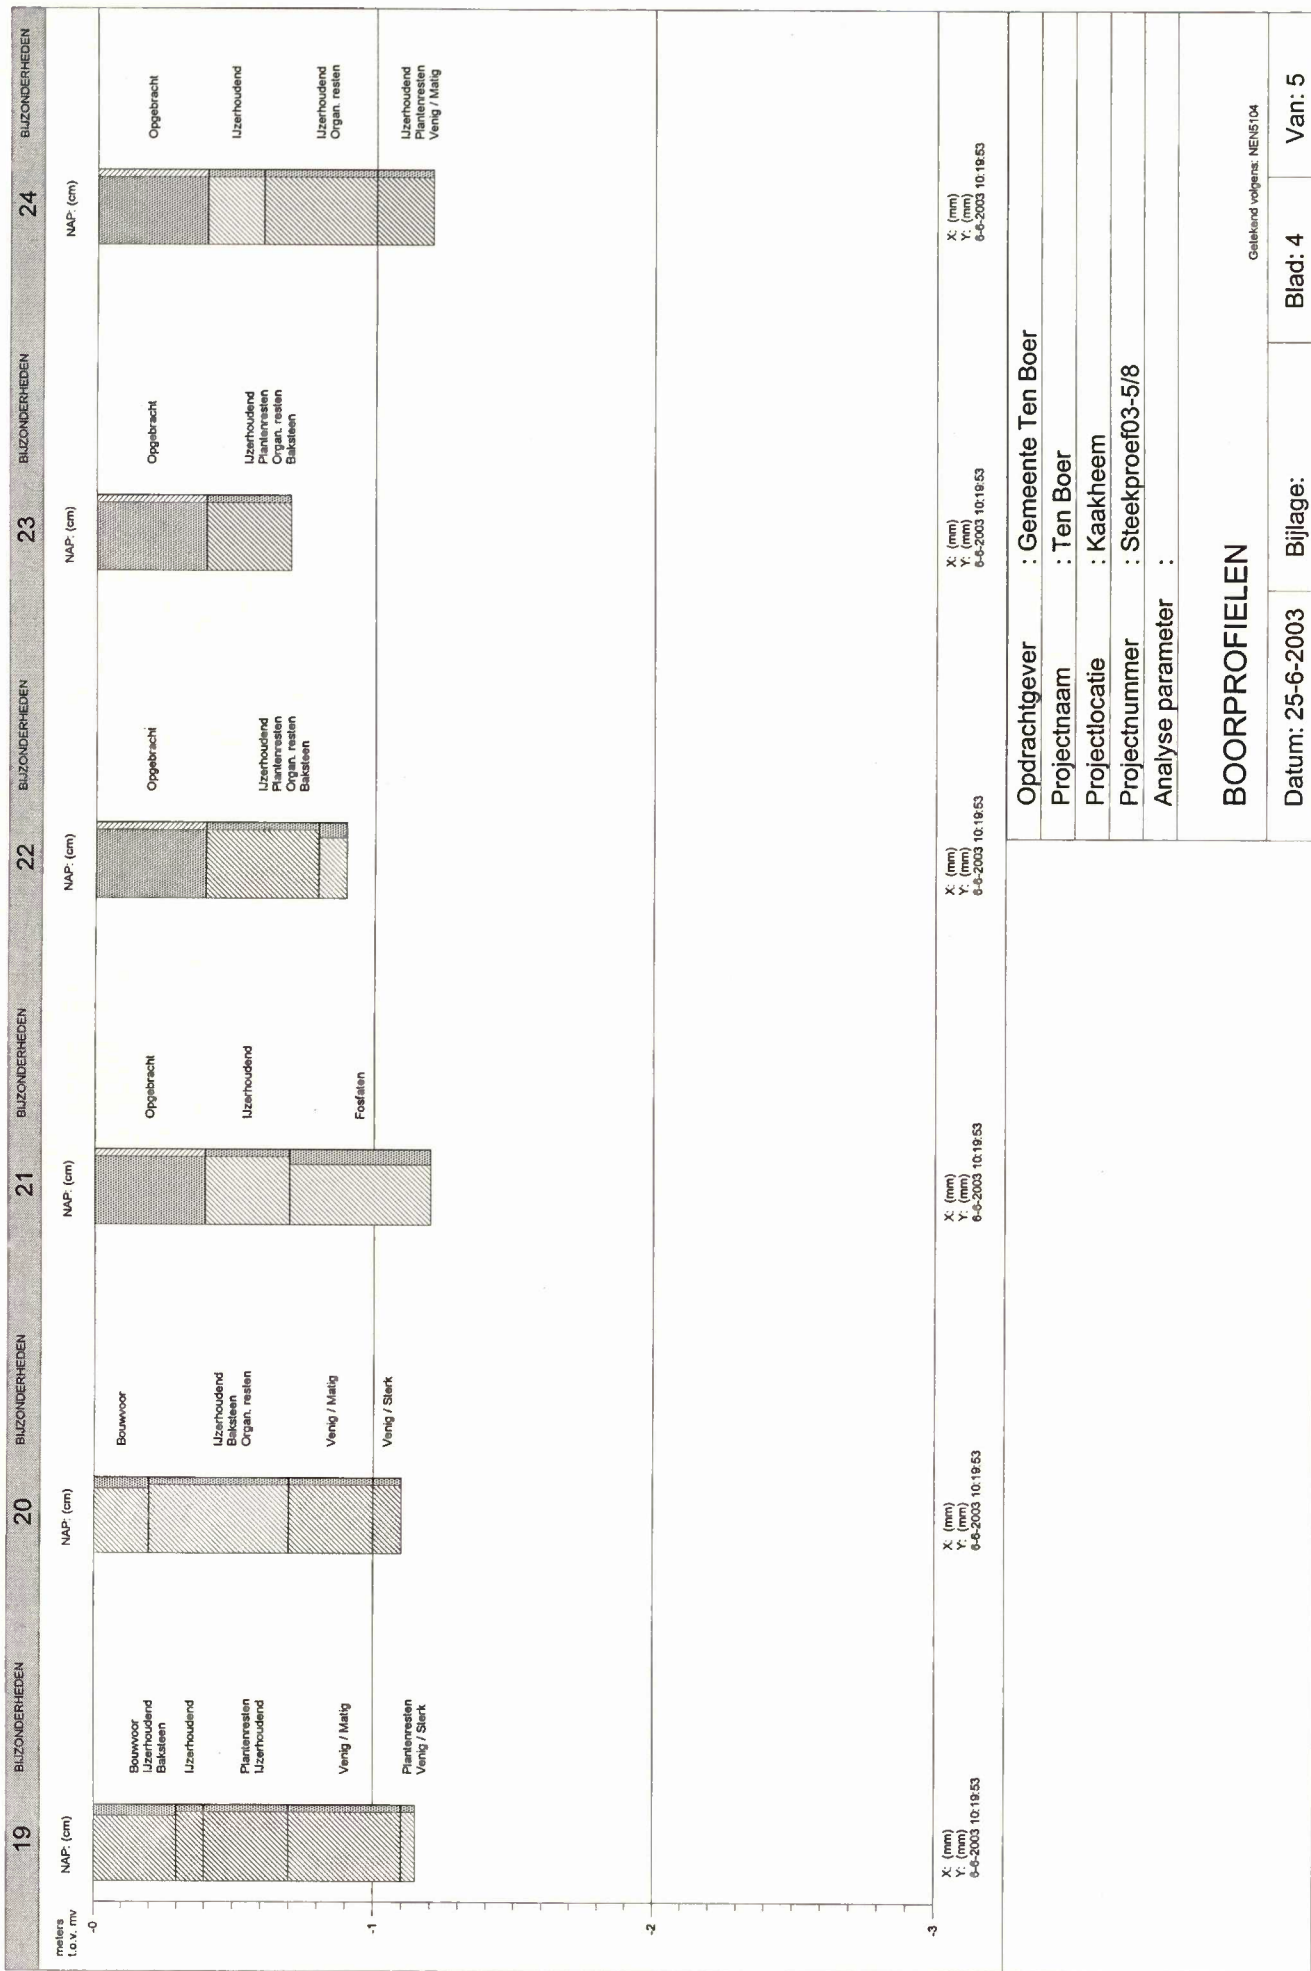 19 BIJZONDERHEDEN 20 BIJZONDERHEDEN 21 BIJZONDERHEDEN 22 BIJZONDERHEDEN 23 BIJZONDERHEDEN 24 BIJZONDERHEDEN
meters
t.o.v. mv
-0
-1
-2
-3
NAP: (cm)
Bouwvoor
IJzerhoudend
Baksteen
IJzerhoudend
Plantenresten
IJzerhoudend
Venig / Matig
Plantenresten
Venig / Sterk
X: (mm)
Y: (mm)
6-6-2003 10:19:53
NAP: (cm)
Bouwvoor
IJzerhoudend
Baksteen
Organ. resten
Venig / Matig
Venig / Sterk
X: (mm)
Y: (mm)
6-6-2003 10:19:53
NAP: (cm)
Opgebracht
IJzerhoudend
Fosfaten
X: (mm)
Y: (mm)
6-6-2003 10:19:53
NAP: (cm)
Opgebracht
IJzerhoudend
Plantenresten
Organ. resten
Baksteen
X: (mm)
Y: (mm)
6-6-2003 10:19:53
NAP: (cm)
Opgebracht
IJzerhoudend
Plantenresten
Organ. resten
Baksteen
X: (mm)
Y: (mm)
6-6-2003 10:19:53
NAP: (cm)
Opgebracht
IJzerhoudend
IJzerhoudend
Organ. resten
IJzerhoudend
Plantenresten
Venig / Matig
X: (mm)
Y: (mm)
6-6-2003 10:19:53
Opdrachtgever : Gemeente Ten Boer
Projectnaam : Ten Boer
Projectlocatie : Kaakheem
Projectnummer : Steekproef03-5/8
Analyse parameter :
BOORPROFIELEN
Getekend volgens: NEN5104
Datum: 25-6-2003 Bijlage: Blad: 4 Van: 5